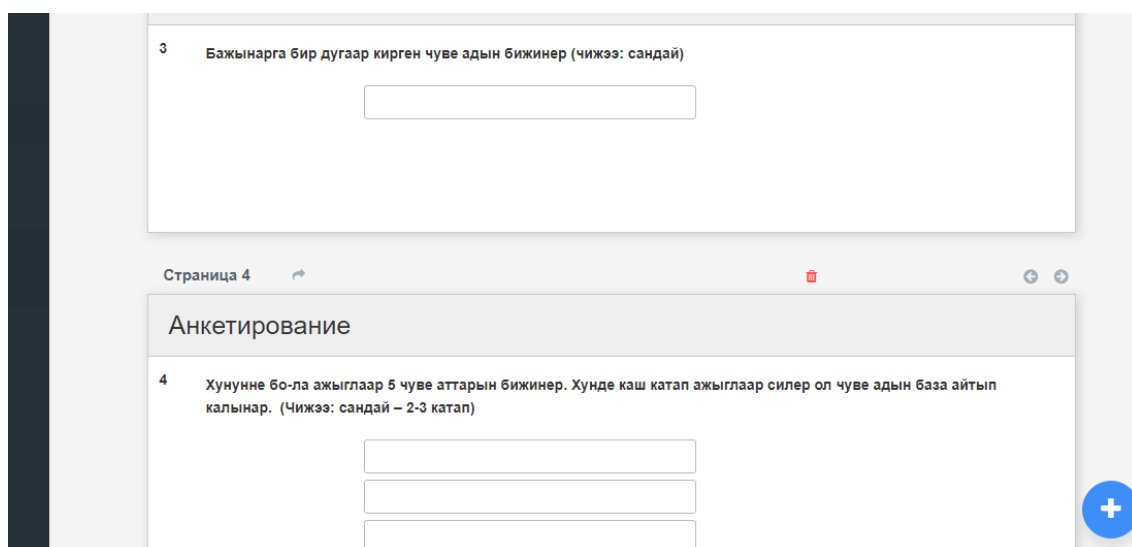 3
Бажынарга бир дугаар кирген чуве адын бижинер (чижээ: сандай)
Страница 4
Анкетирование
4
Хунунне бо-ла ажыглаар 5 чуве аттарын бижинер. Хунде каш катап ажыглаар силер ол чуве адын база айтып
калынар. (Чижээ: сандай – 2-3 катап)